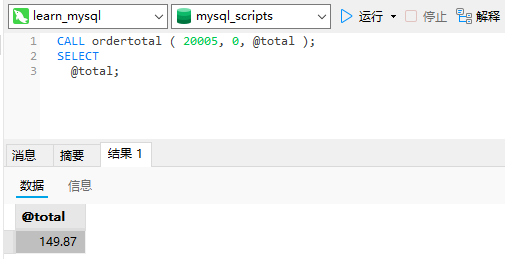 learn_mysql mysql_scripts 运行 停止 解释
1 CALL ordertotal ( 20005, 0, @total );
2 SELECT
3 @total;
消息 摘要 结果 1
数据 信息
@total
149.87